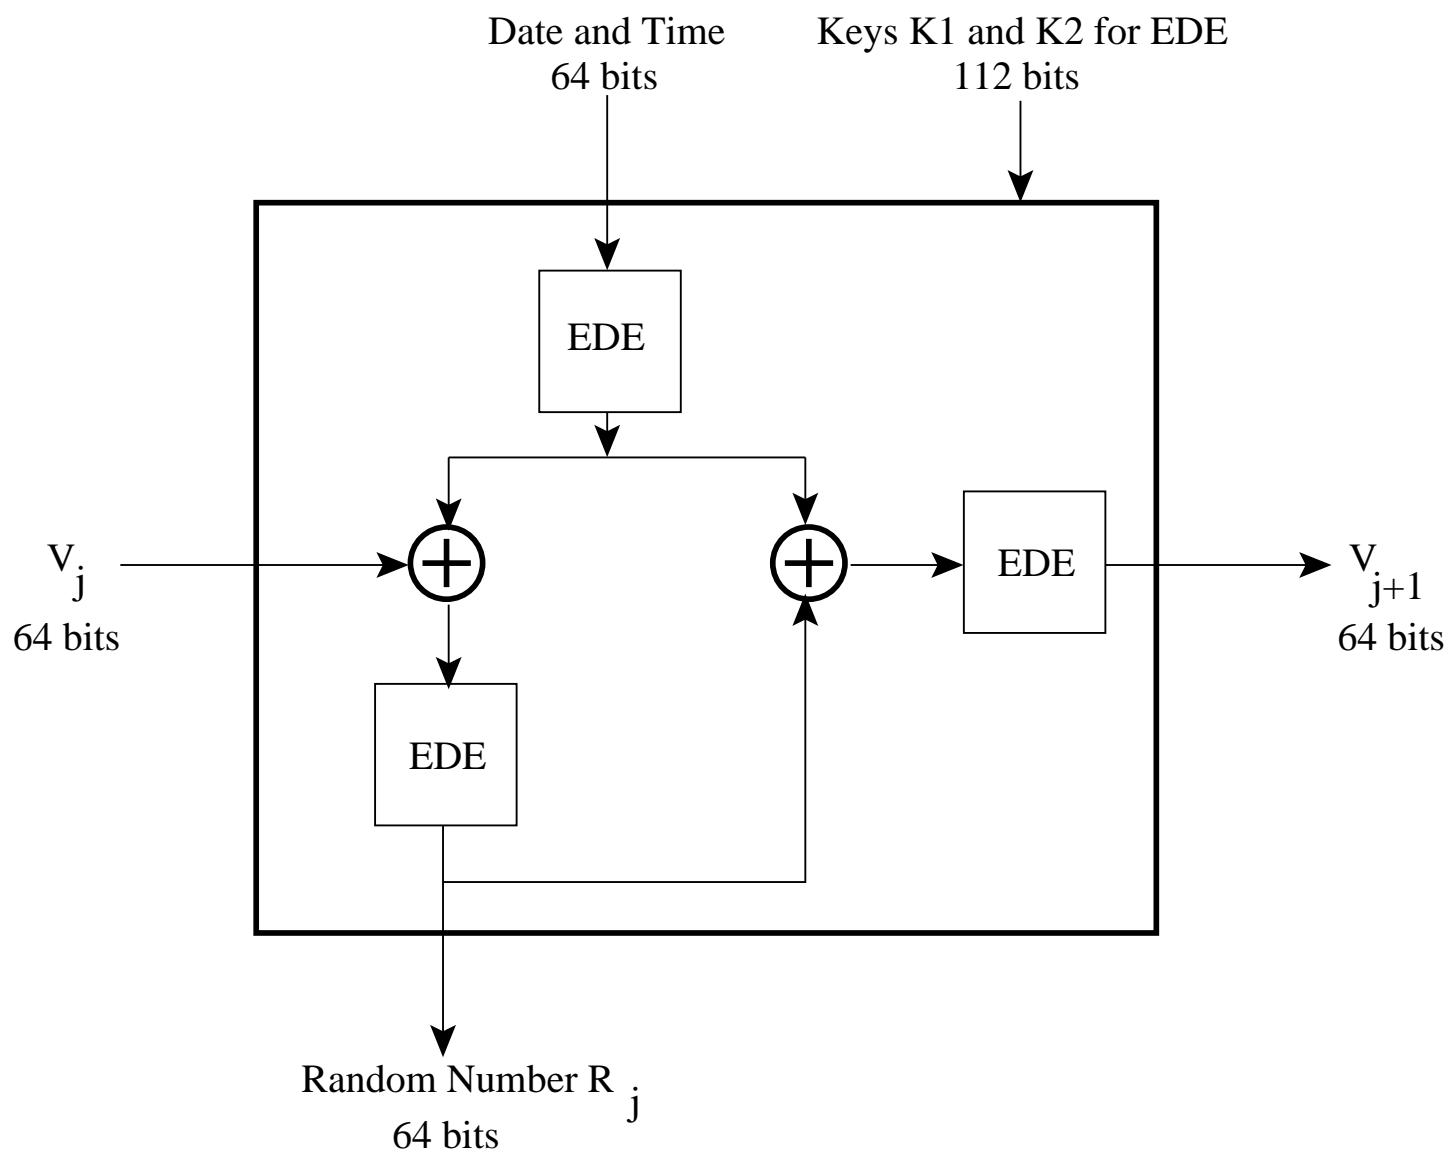 Date and Time
64 bits
Keys K1 and K2 for EDE
112 bits
EDE
V j
64 bits
EDE
V j+1
64 bits
EDE
Random Number R j
64 bits